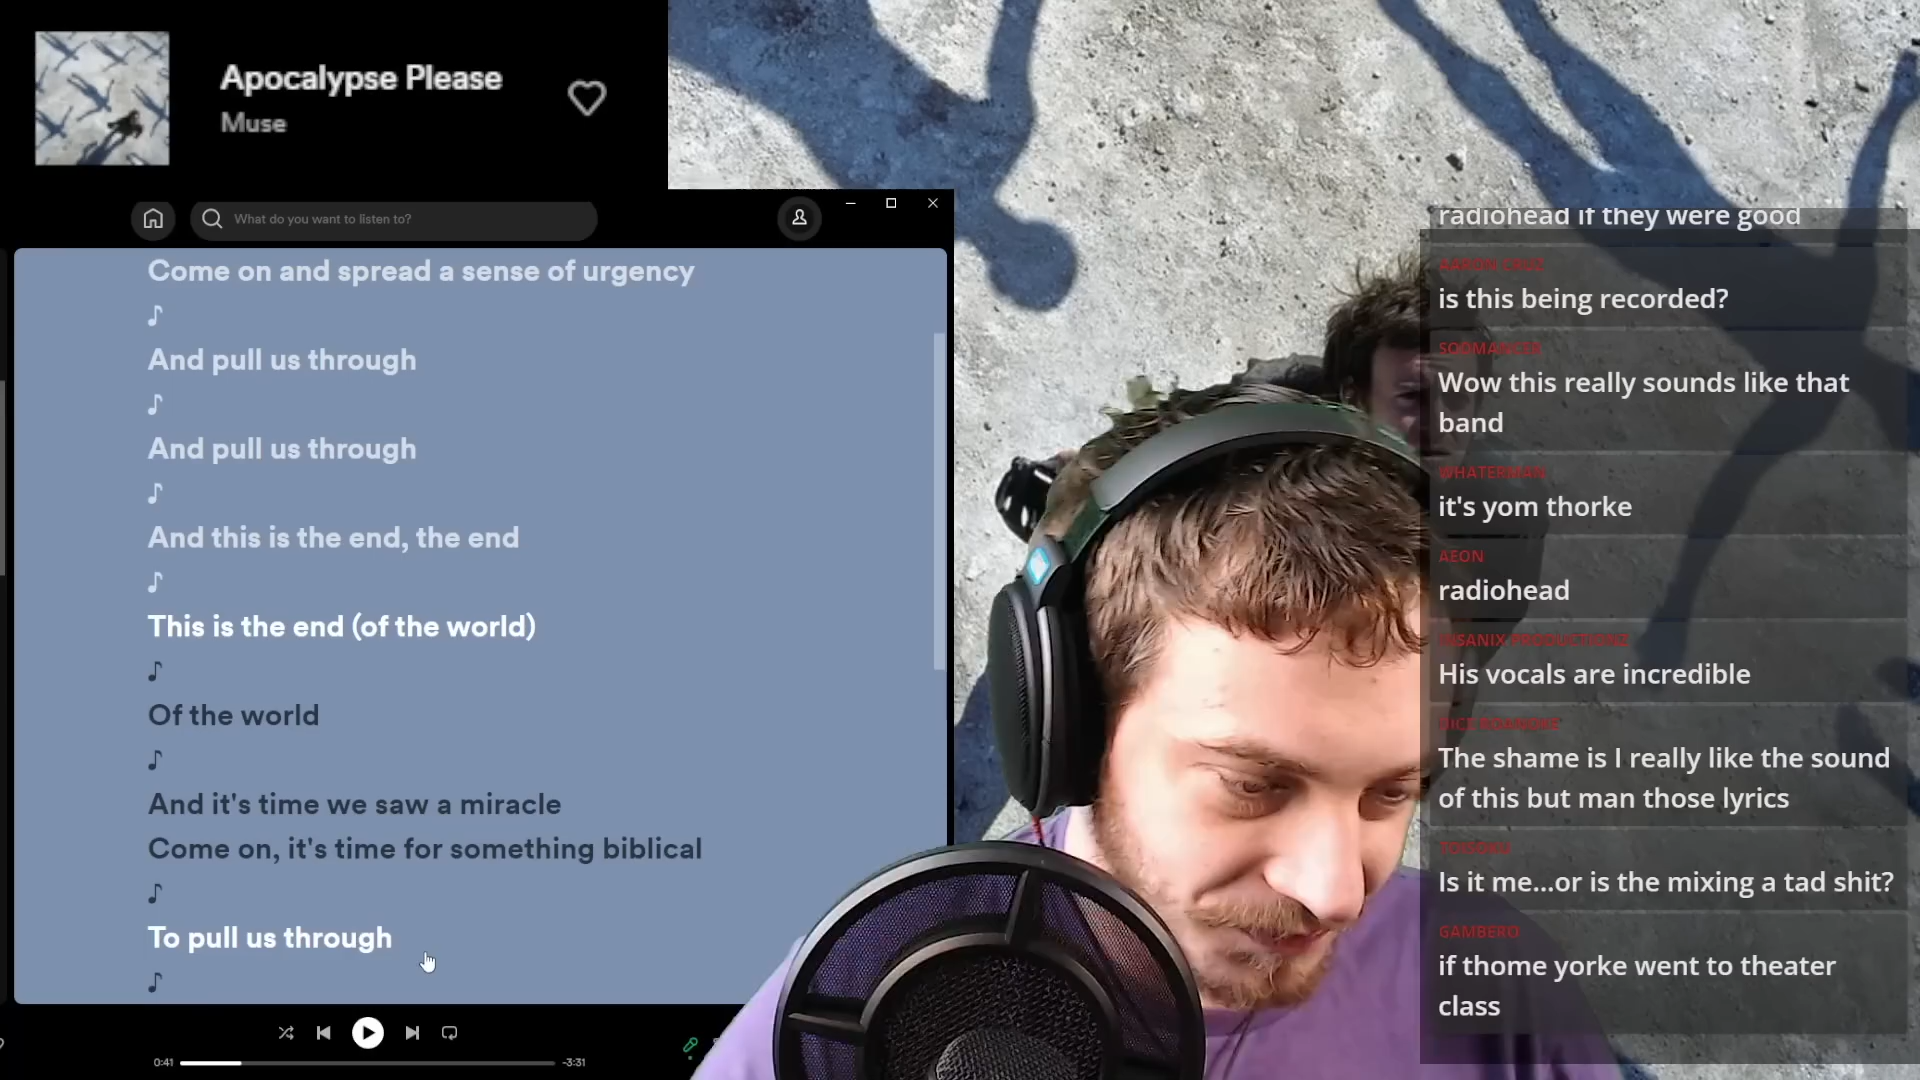 Apocalypse Please
Muse
What do you want to listen to?
Come on and spread a sense of urgency
♪
And pull us through
♪
And pull us through
♪
And this is the end, the end
♪
This is the end (of the world)
♪
Of the world
♪
And it's time we saw a miracle
Come on, it's time for something biblical
♪
To pull us through
♪
0:41
-3:31
radiohead if they were good
AARON CRUZ
is this being recorded?
SODMANCER
Wow this really sounds like that
band
WHATERMAN
it's yom thorke
AEON
radiohead
INSANIX PRODUCTIONZ
His vocals are incredible
The shame is I really like the sound
of this but man those lyrics
Is it me...or is the mixing a tad shit?
GAMBERO
if thome yorke went to theater
class